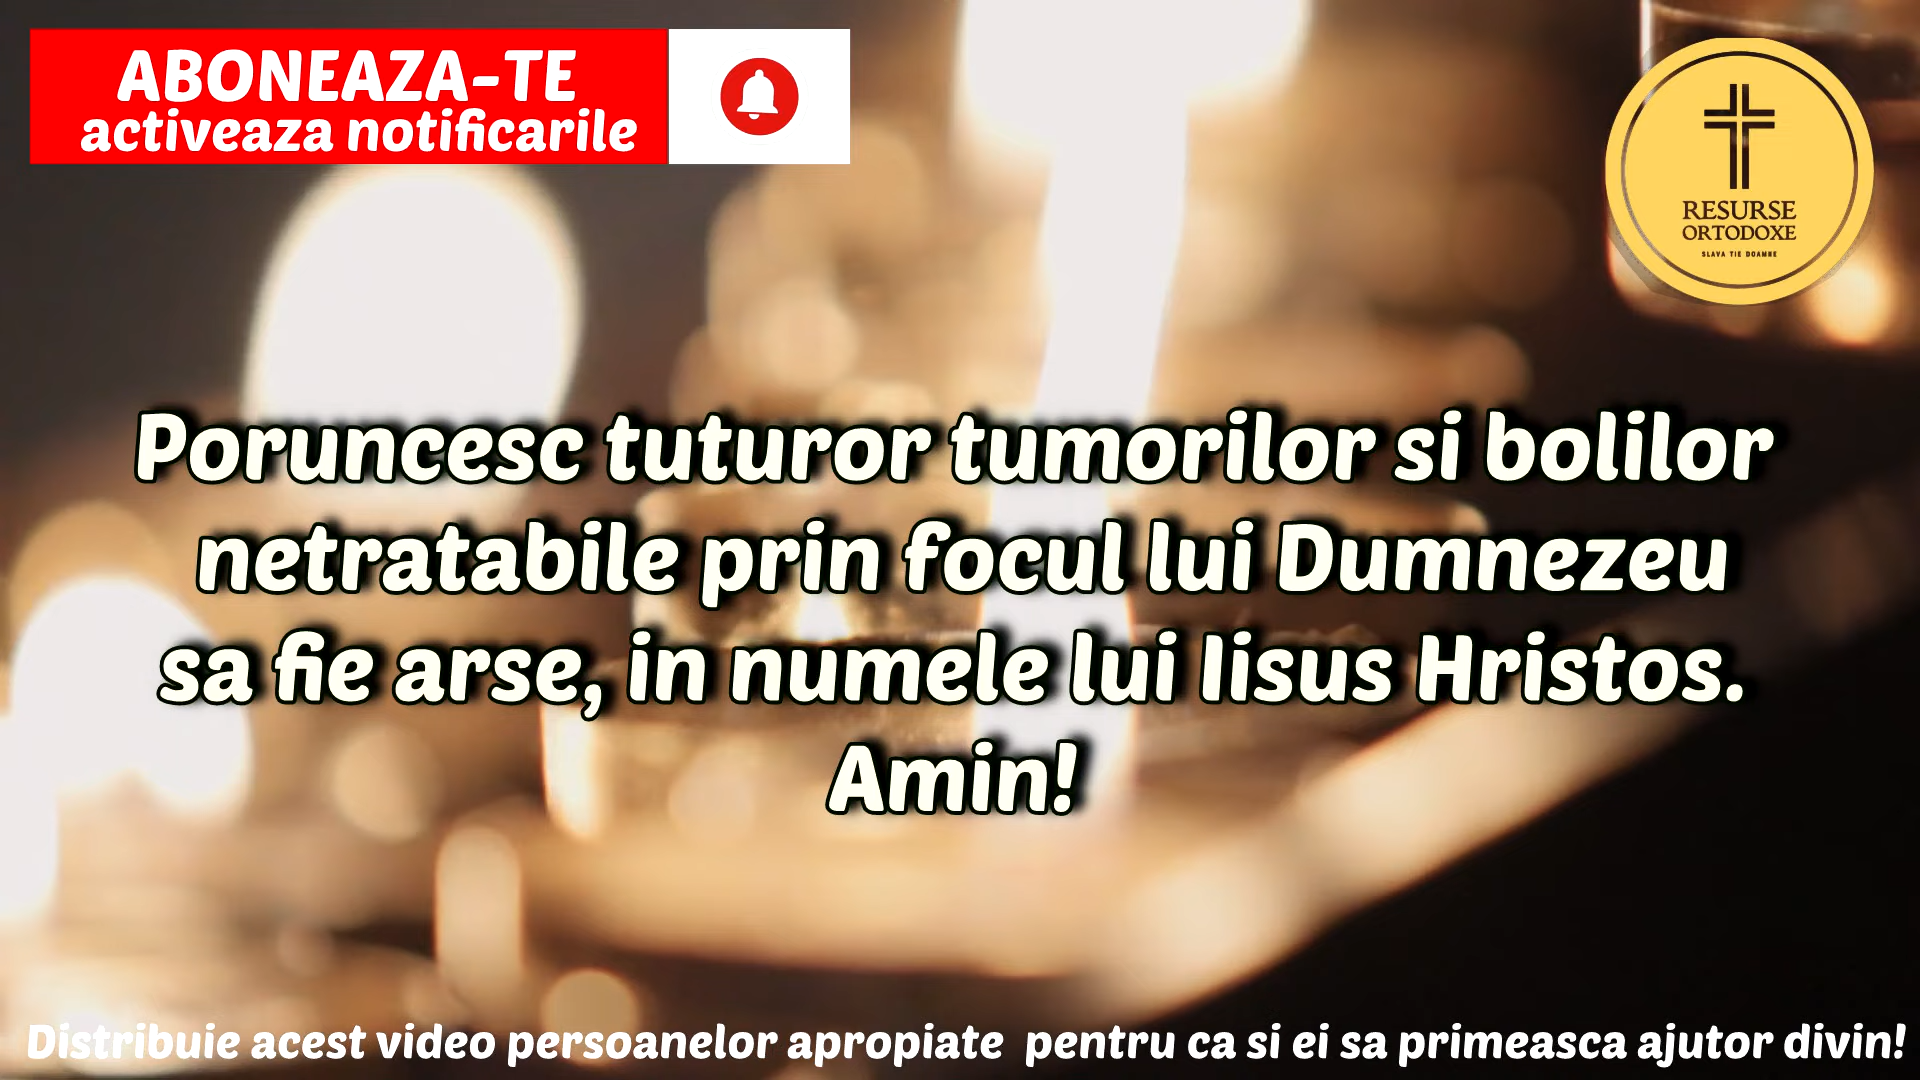 ABONEAZA-TE
activeaza notificarile
RESURSE
ORTODOXE
SLAVA TIE DOAMNE
Poruncesc tuturor tumorilor si bolilor
netratabile prin focul lui Dumnezeu
sa fie arse, in numele lui Iisus Hristos.
Amin!
Distribuie acest video persoanelor apropiate pentru ca si ei sa primeasca ajutor divin!